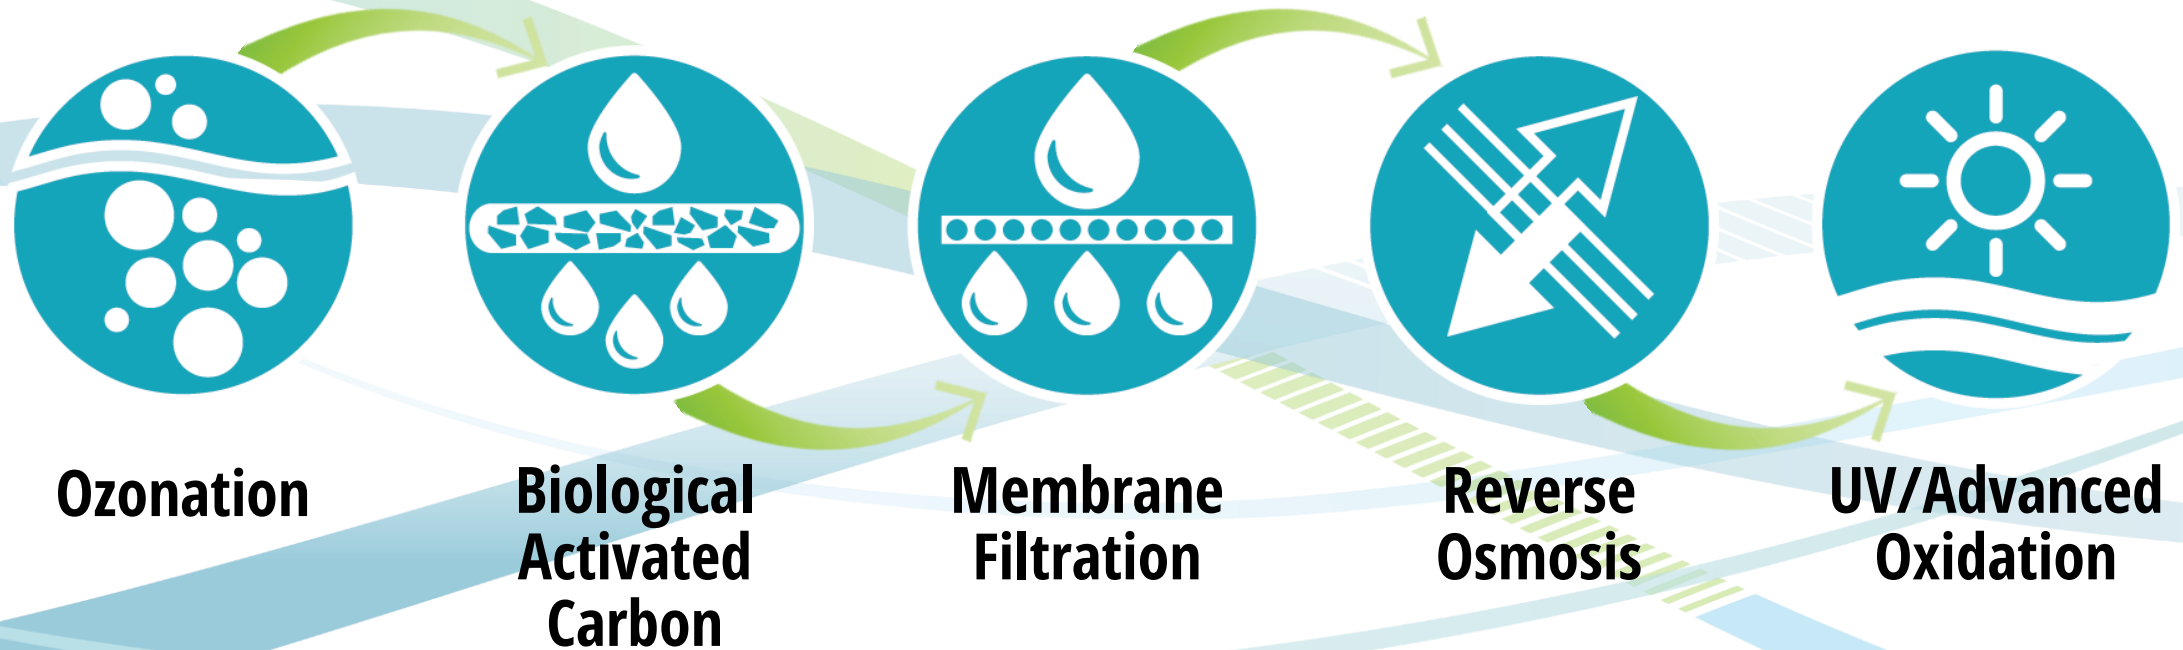 Ozonation
Biological
Activated
Carbon
Membrane
Filtration
Reverse
Osmosis
UV/Advanced
Oxidation